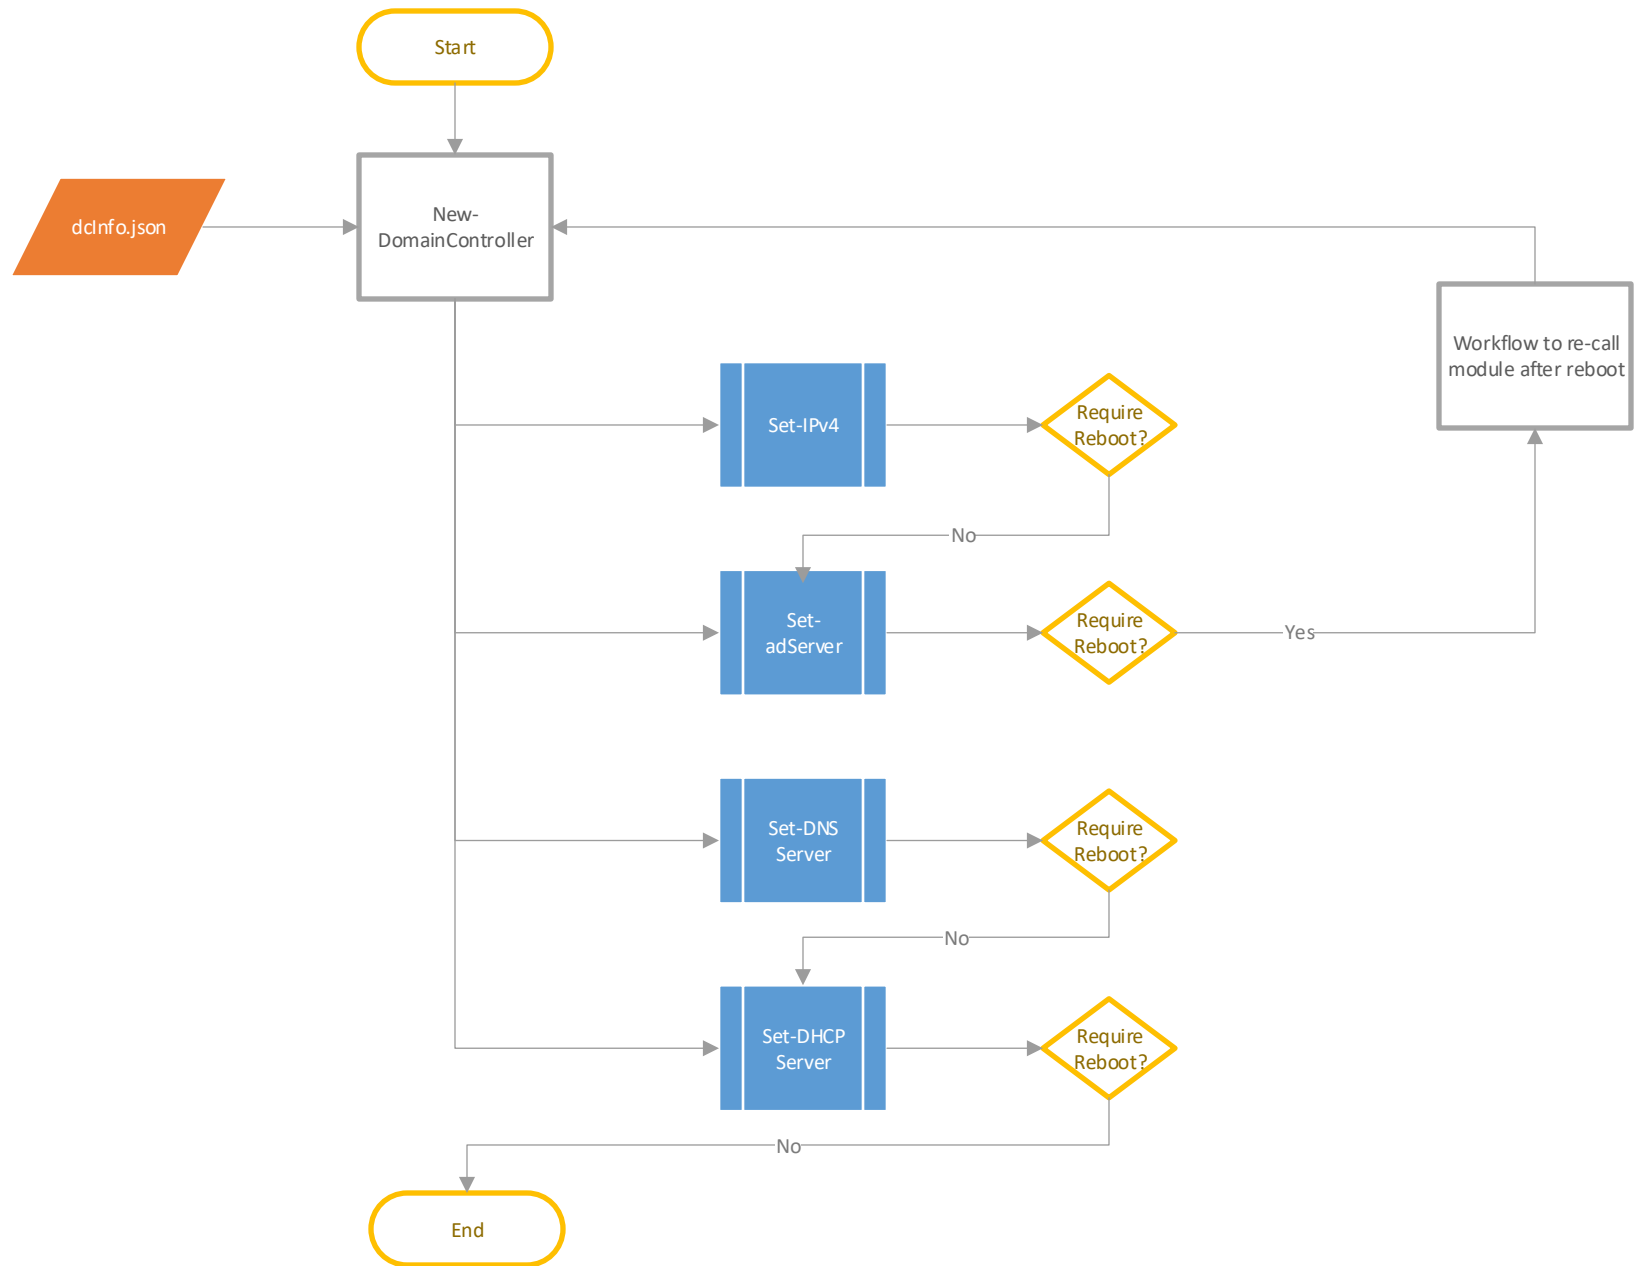 Start
dcInfo.json
New-
DomainController
Workflow to re-call
module after reboot
Set-IPv4
Require
Reboot?
No
Set-
adServer
Require
Reboot?
Yes
Set-DNS
Server
Require
Reboot?
No
Set-DHCP
Server
Require
Reboot?
No
End